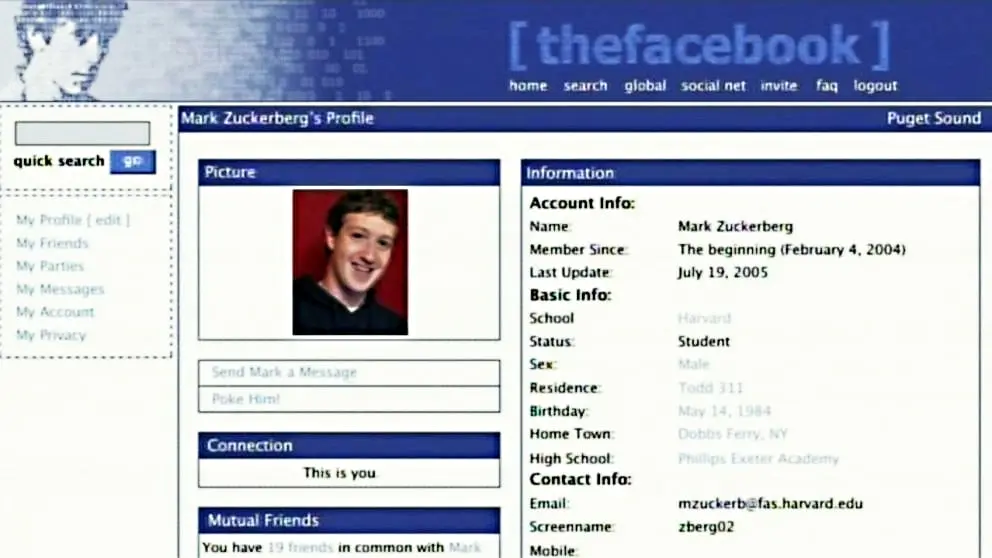 [ thefacebook ]
home search global social net invite faq logout
Mark Zuckerberg's Profile Puget Sound
quick search go
My Profile [ edit ]
My Friends
My Parties
My Messages
My Account
My Privacy
Picture
Send Mark a Message
Poke Him!
Connection
This is you.
Mutual Friends
You have 19 friends in common with Mark
Information
Account Info:
Name: Mark Zuckerberg
Member Since: The beginning (February 4, 2004)
Last Update: July 19, 2005
Basic Info:
School Harvard
Status: Student
Sex: Male
Residence: Todd 311
Birthday: May 14, 1984
Home Town: Dobbs Ferry, NY
High School: Phillips Exeter Academy
Contact Info:
Email: mzuckerb@fas.harvard.edu
Screenname: zberg02
Mobile: